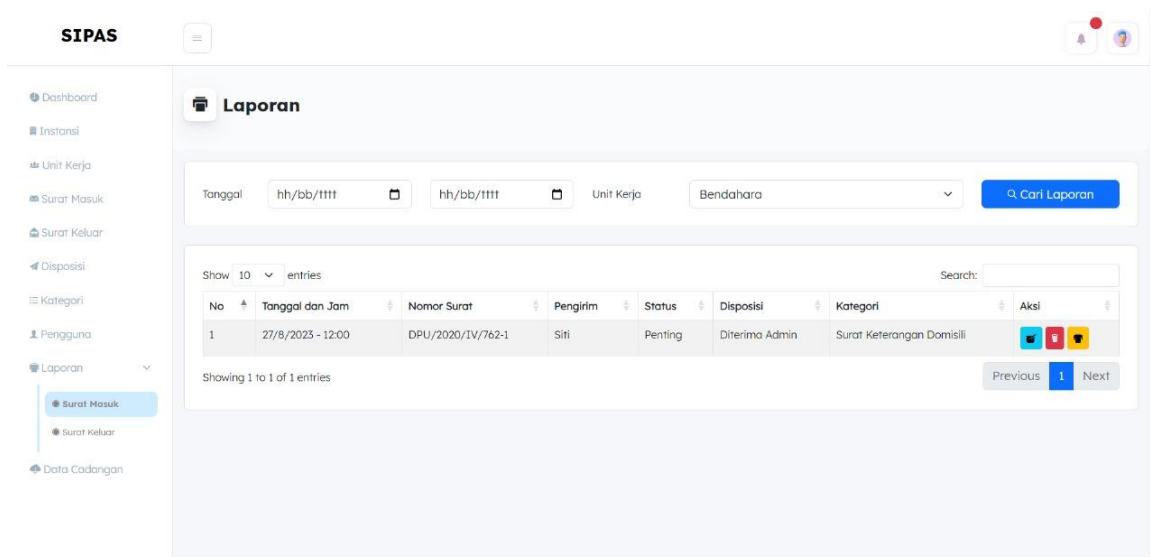 SIPAS
Dashboard
Instansi
Unit Kerja
Surat Masuk
Surat Keluar
Disposisi
Kategori
Pengguna
Laporan
Surat Masuk
Surat Keluar
Data Cadangan
Laporan
Tanggal hh/bb/tttt hh/bb/tttt Unit Kerja Bendahara Cari Laporan
Show 10 entries Search:
No Tanggal dan Jam Nomor Surat Pengirim Status Disposisi Kategori Aksi
1 27/8/2023 - 12:00 DPU/2020/IV/762-1 Siti Penting Diterima Admin Surat Keterangan Domisili
Showing 1 to 1 of 1 entries Previous 1 Next